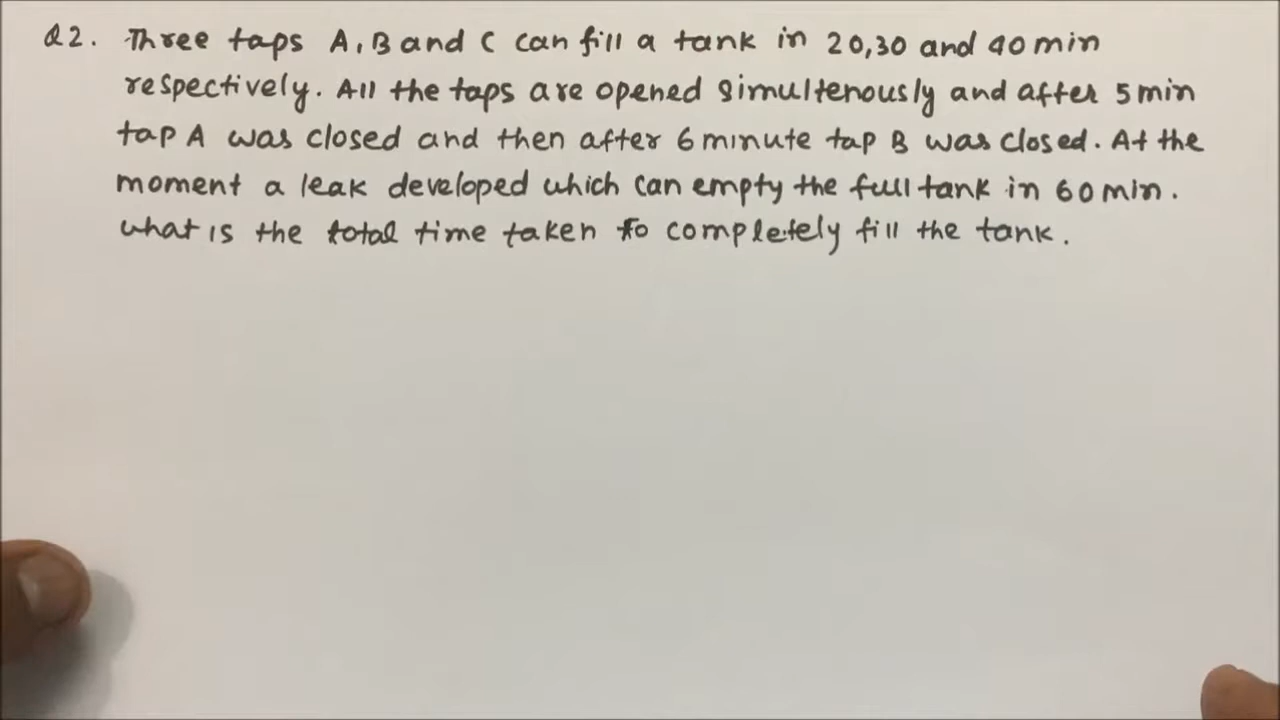 Q2. Three taps A, B and C can fill a tank in 20,30 and 40 min
respectively. All the taps are opened simultenously and after 5 min
tap A was closed and then after 6 minute tap B was closed. At the
moment a leak developed which can empty the full tank in 60 min.
what is the total time taken to completely fill the tank.